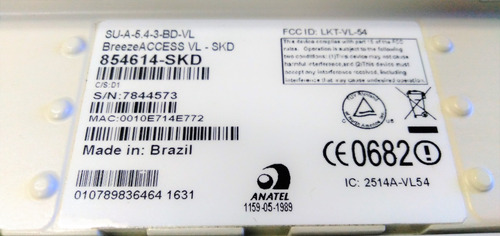 SU-A-5.4-3-BD-VL
BreezeACCESS VL - SKD
854614-SKD
C/S:D1
S/N:7844573
MAC:0010E714E772
Made in: Brazil
010789836464 1631
ANATEL
1159-05-1989
FCC ID: LKT-VL-54
This device complies with part 15 of the FCC
rules. Operation is subject to the following two
conditions: (1)This device may not cause
harmful interference,and (2)This device must
accept any interference received, including
interference that may cause undesired operation.
CE0682
IC: 2514A-VL54